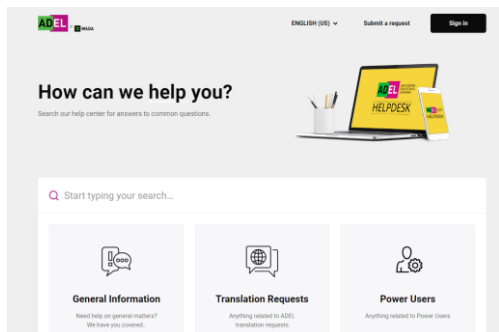 ADEL
WADA
ENGLISH (US)
Submit a request
Sign in
How can we help you?
Search our help center for answers to common questions.
ADEL
HELPDESK
HELPDESK
Start typing your search...
General Information
Need help on general matters?
We have you covered.
Translation Requests
Anything related to ADEL
translation requests
Power Users
Anything related to Power Users